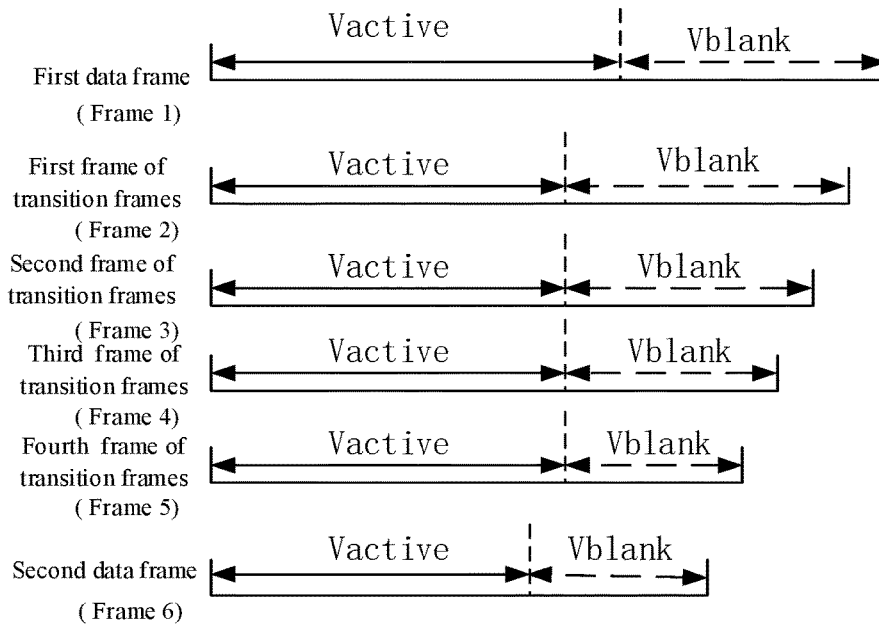 Vactive
Vblank
First data frame
( Frame 1)
Vactive
Vblank
First frame of
transition frames
( Frame 2)
Vactive
Vblank
Second frame of
transition frames
( Frame 3)
Vactive
Vblank
Third frame of
transition frames
( Frame 4)
Vactive
Vblank
Fourth frame of
transition frames
( Frame 5)
Vactive
Vblank
Second data frame
( Frame 6)